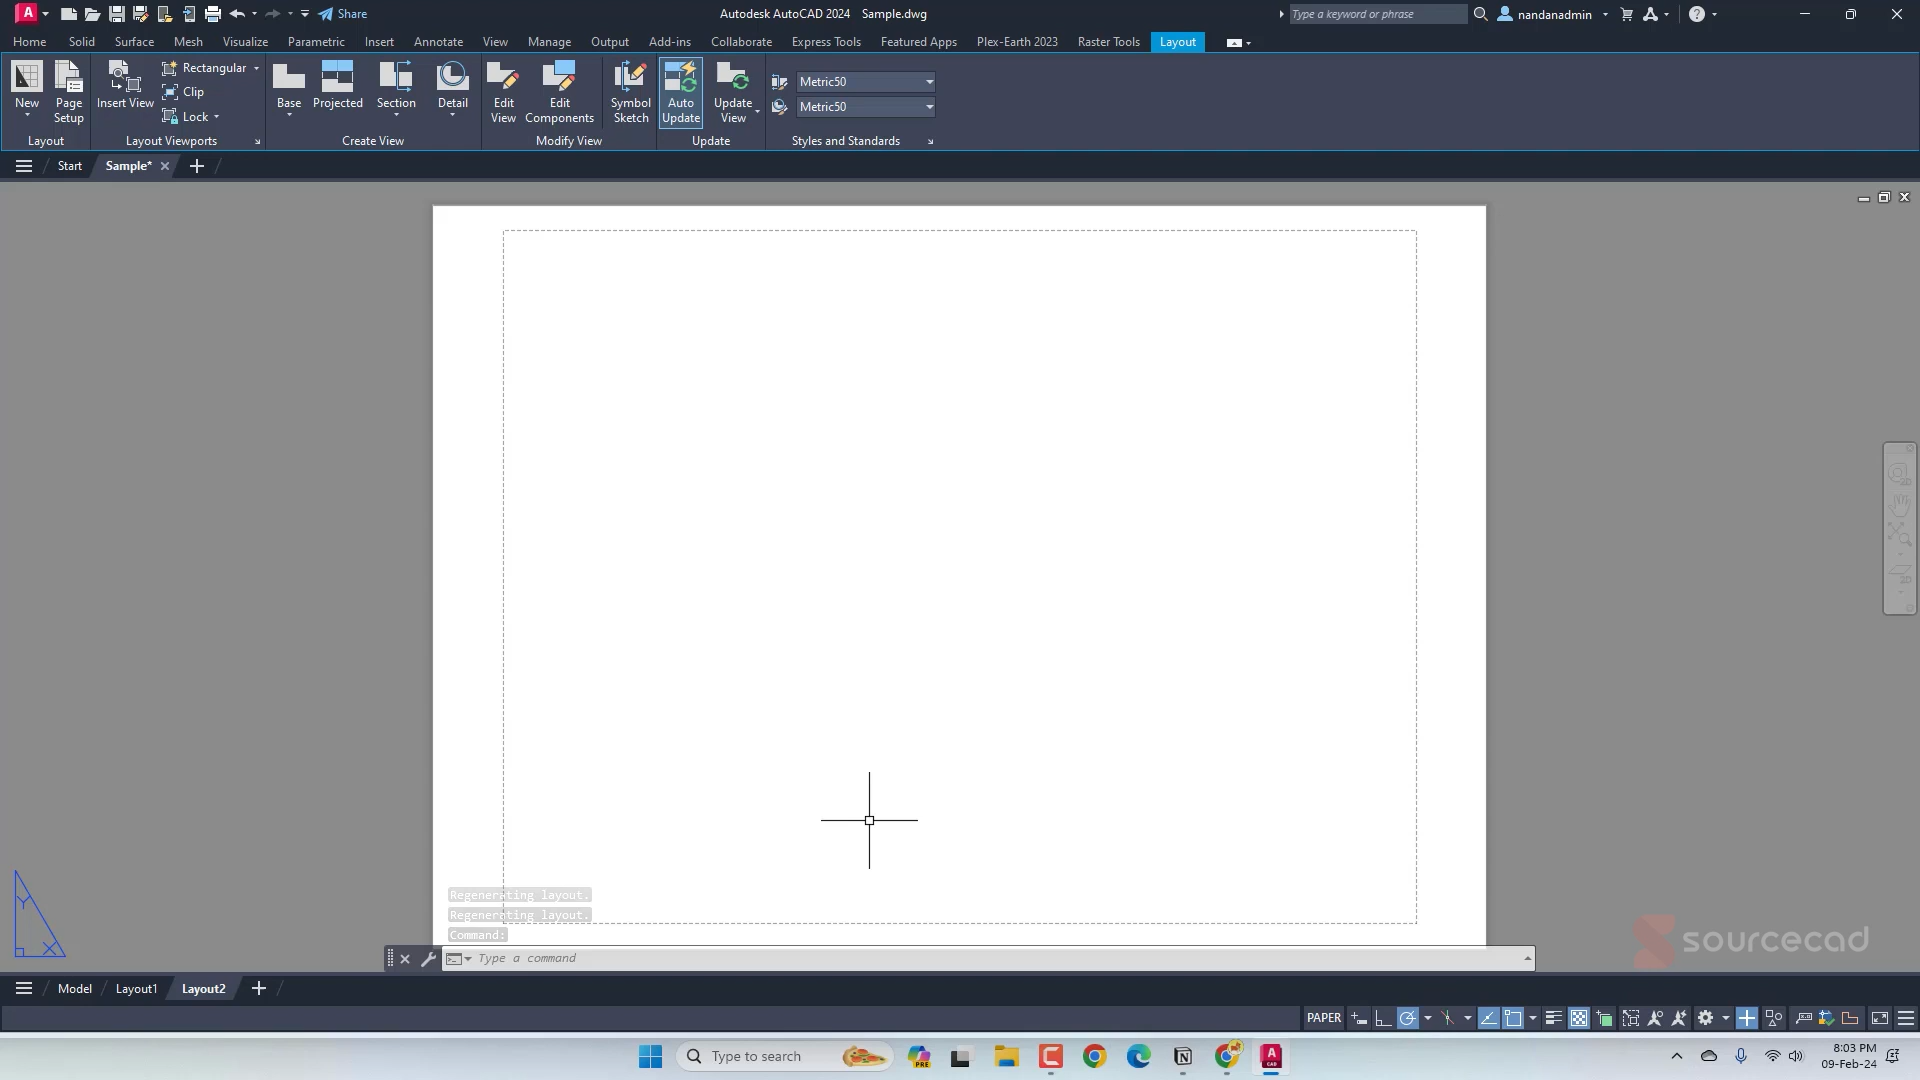 Share
Autodesk AutoCAD 2024 Sample.dwg
Type a keyword or phrase
nandanadmin
Home Solid Surface Mesh Visualize Parametric Insert Annotate View Manage Output Add-ins Collaborate Express Tools Featured Apps Plex-Earth 2023 Raster Tools Layout
New
Page
Setup
Insert View
Rectangular
Clip
Lock
Base
Projected
Section
Detail
Edit
View
Edit
Components
Symbol
Sketch
Auto
Update
Update
View
Metric50
Metric50
Layout Layout Viewports Create View Modify View Update Styles and Standards
Start Sample*
Regenerating layout.
Regenerating layout.
Command:
Type a command
Y
X
sourcecad
Model Layout1 Layout2
PAPER
Type to search
PRE
A
CAD
8:03 PM
09-Feb-24